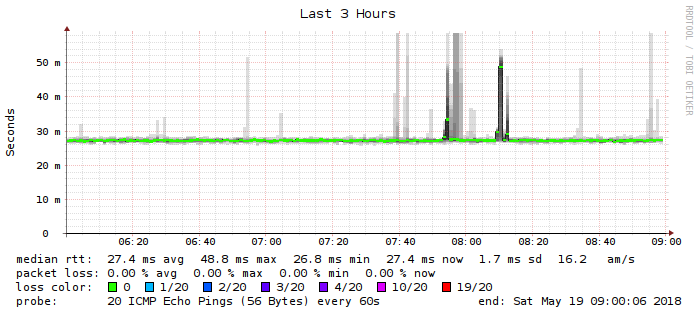 Last 3 Hours
RRDTOOL / TOBI OETIKER
Seconds
50 m
40 m
30 m
20 m
10 m
0
06:20 06:40 07:00 07:20 07:40 08:00 08:20 08:40 09:00
median rtt: 27.4 ms avg 48.8 ms max 26.8 ms min 27.4 ms now 1.7 ms sd 16.2 am/s
packet loss: 0.00 % avg 0.00 % max 0.00 % min 0.00 % now
loss color: 0 1/20 2/20 3/20 4/20 10/20 19/20
probe: 20 ICMP Echo Pings (56 Bytes) every 60s end: Sat May 19 09:00:06 2018